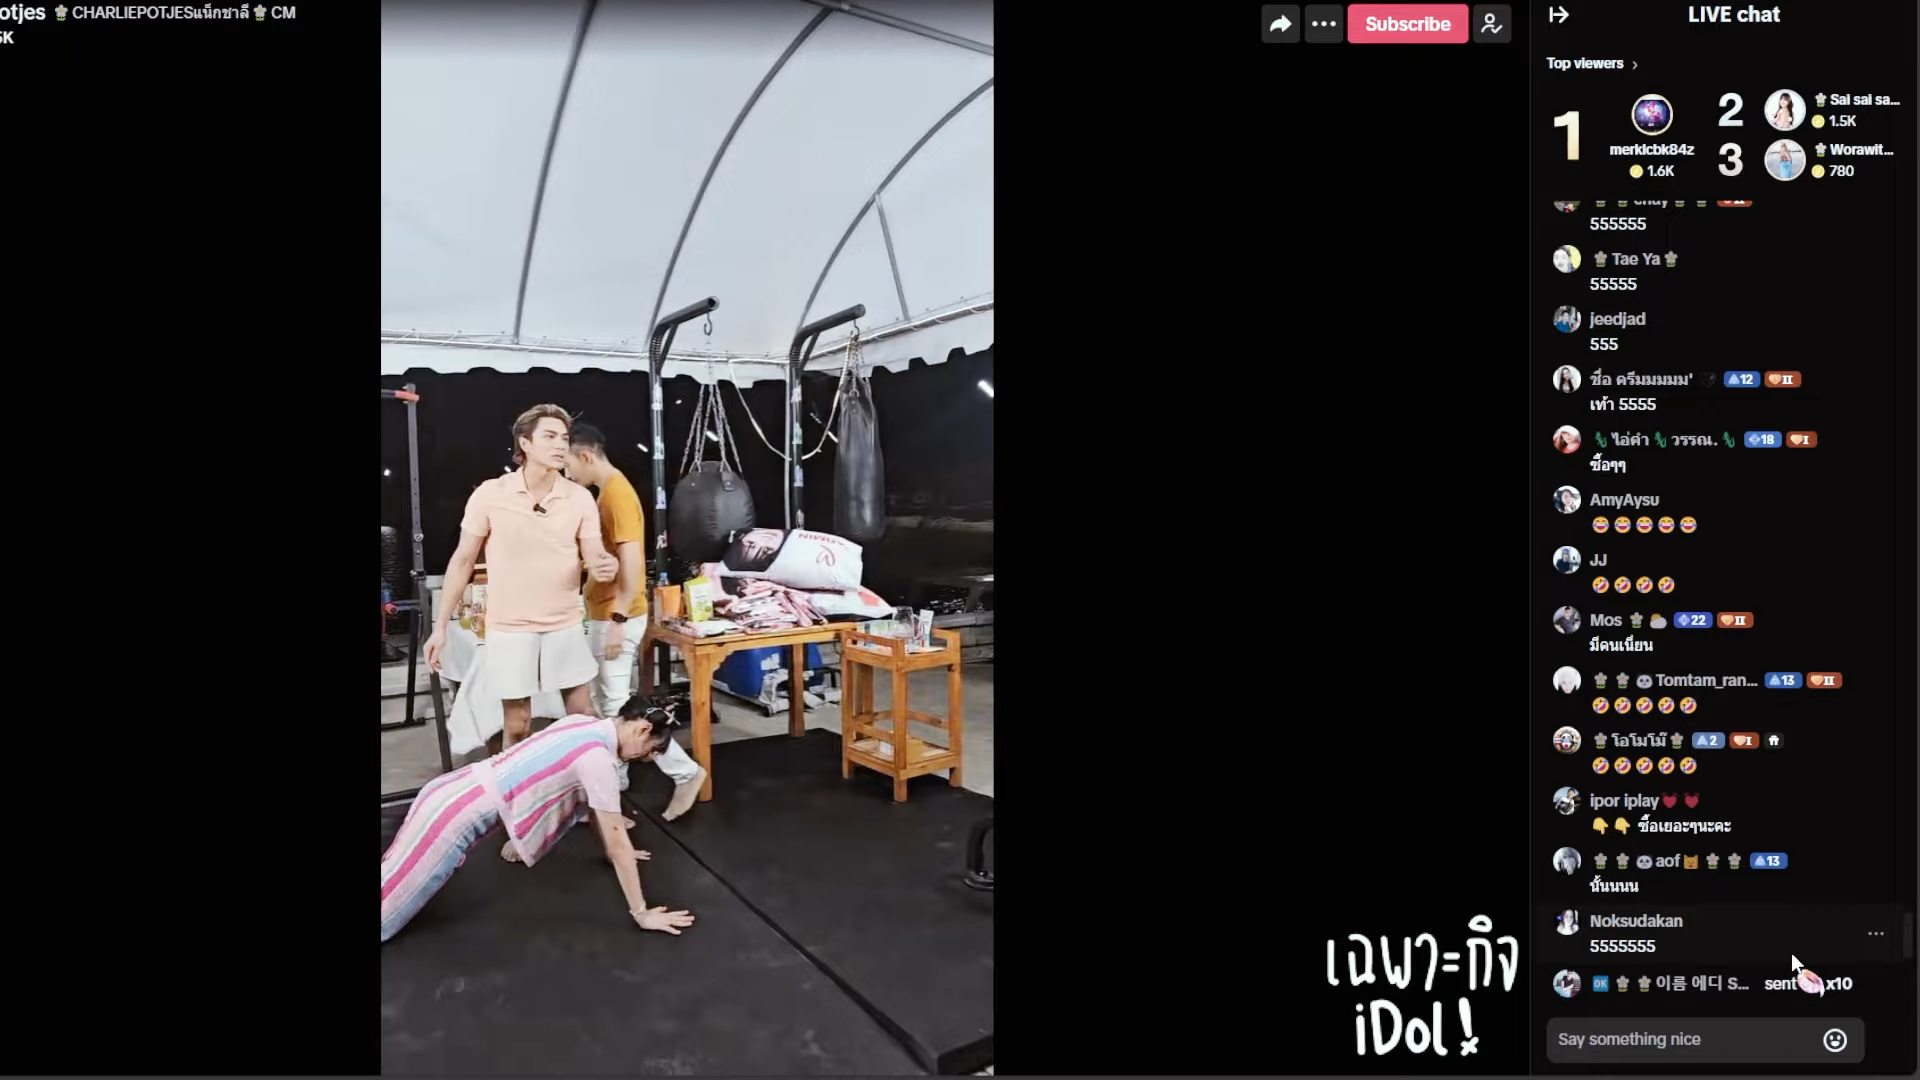 otjes CHARLIEPOTJESแน็กชาลี CM
5K
Subscribe
LIVE chat
Top viewers
1
merklcbk84z
1.6K
2
Sai sai sa...
1.5K
3
Worawit...
780
555555
Tae Ya
55555
jeedjad
555
ชื่อ ครีมมมมม' 12 II
เท้า 5555
ไอ่คำ วรรณ. 18 I
ซื้อๆๆ
AmyAysu
JJ
Mos 22 II
มีคนเนี่ยน
Tomtam_ran... 13 II
โอโมโม๊ 2 I
ipor iplay
ซื้อเยอะๆนะคะ
aof 13
นั้นนนน
Noksudakan
5555555
OK 이름 에디 S... sent x10
Say something nice
เฉพาะกิจ
iDol!